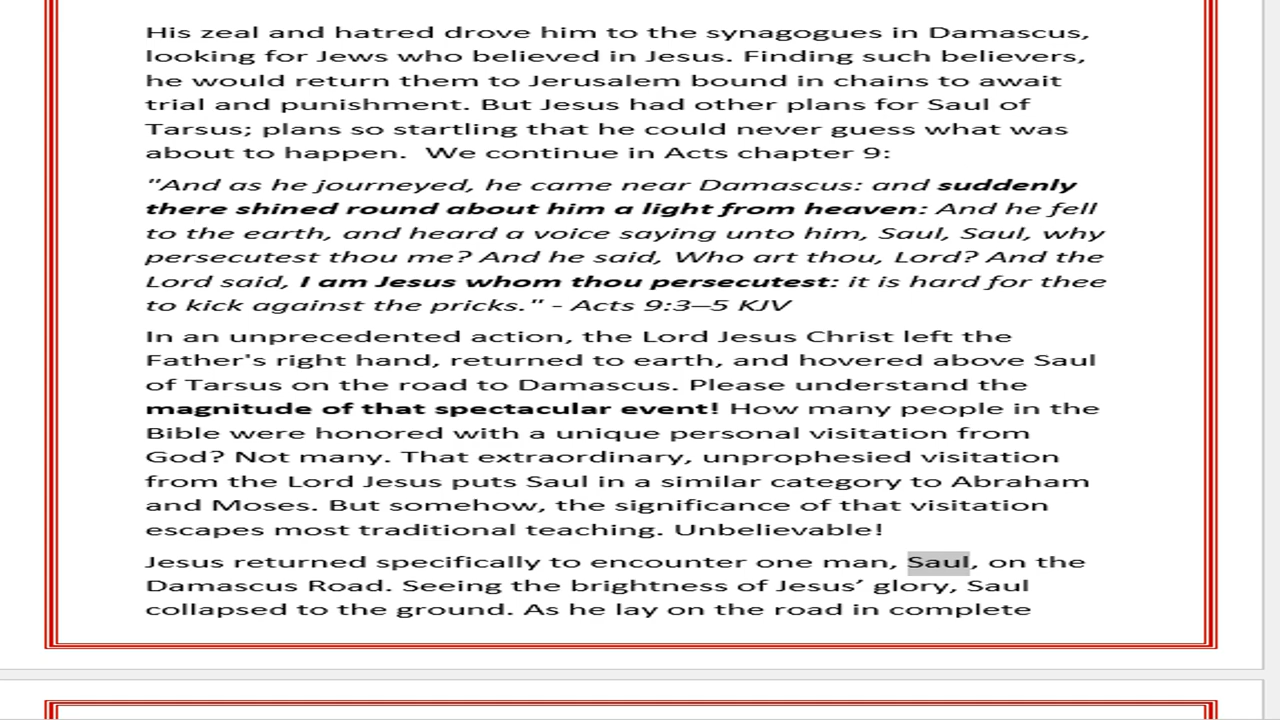 His zeal and hatred drove him to the synagogues in Damascus,
looking for Jews who believed in Jesus. Finding such believers,
he would return them to Jerusalem bound in chains to await
trial and punishment. But Jesus had other plans for Saul of
Tarsus; plans so startling that he could never guess what was
about to happen.  We continue in Acts chapter 9:
"And as he journeyed, he came near Damascus: and suddenly
there shined round about him a light from heaven: And he fell
to the earth, and heard a voice saying unto him, Saul, Saul, why
persecutest thou me? And he said, Who art thou, Lord? And the
Lord said, I am Jesus whom thou persecutest: it is hard for thee
to kick against the pricks." - Acts 9:3–5 KJV
In an unprecedented action, the Lord Jesus Christ left the
Father's right hand, returned to earth, and hovered above Saul
of Tarsus on the road to Damascus. Please understand the
magnitude of that spectacular event! How many people in the
Bible were honored with a unique personal visitation from
God? Not many. That extraordinary, unprophesied visitation
from the Lord Jesus puts Saul in a similar category to Abraham
and Moses. But somehow, the significance of that visitation
escapes most traditional teaching. Unbelievable!
Jesus returned specifically to encounter one man, Saul, on the
Damascus Road. Seeing the brightness of Jesus’ glory, Saul
collapsed to the ground. As he lay on the road in complete